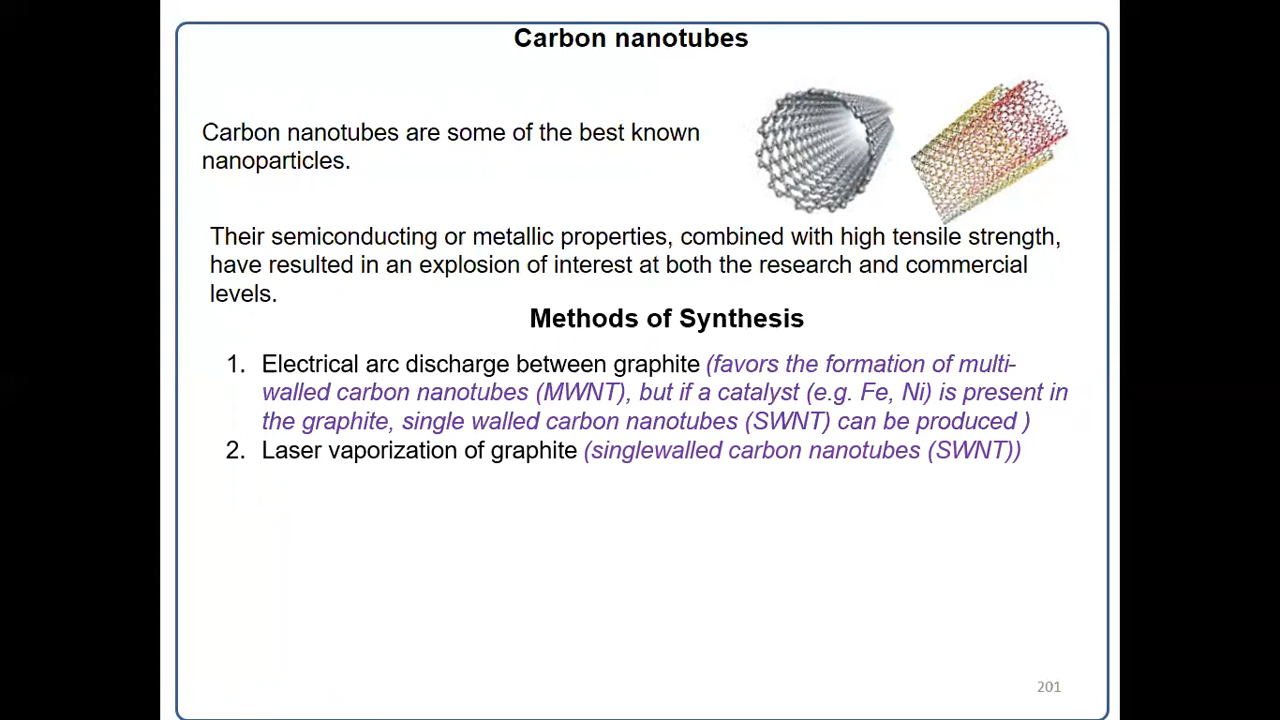 Carbon nanotubes
Carbon nanotubes are some of the best known
nanoparticles.
Their semiconducting or metallic properties, combined with high tensile strength,
have resulted in an explosion of interest at both the research and commercial
levels.
Methods of Synthesis
1. Electrical arc discharge between graphite (favors the formation of multi-
walled carbon nanotubes (MWNT), but if a catalyst (e.g. Fe, Ni) is present in
the graphite, single walled carbon nanotubes (SWNT) can be produced )
2. Laser vaporization of graphite (singlewalled carbon nanotubes (SWNT))
201